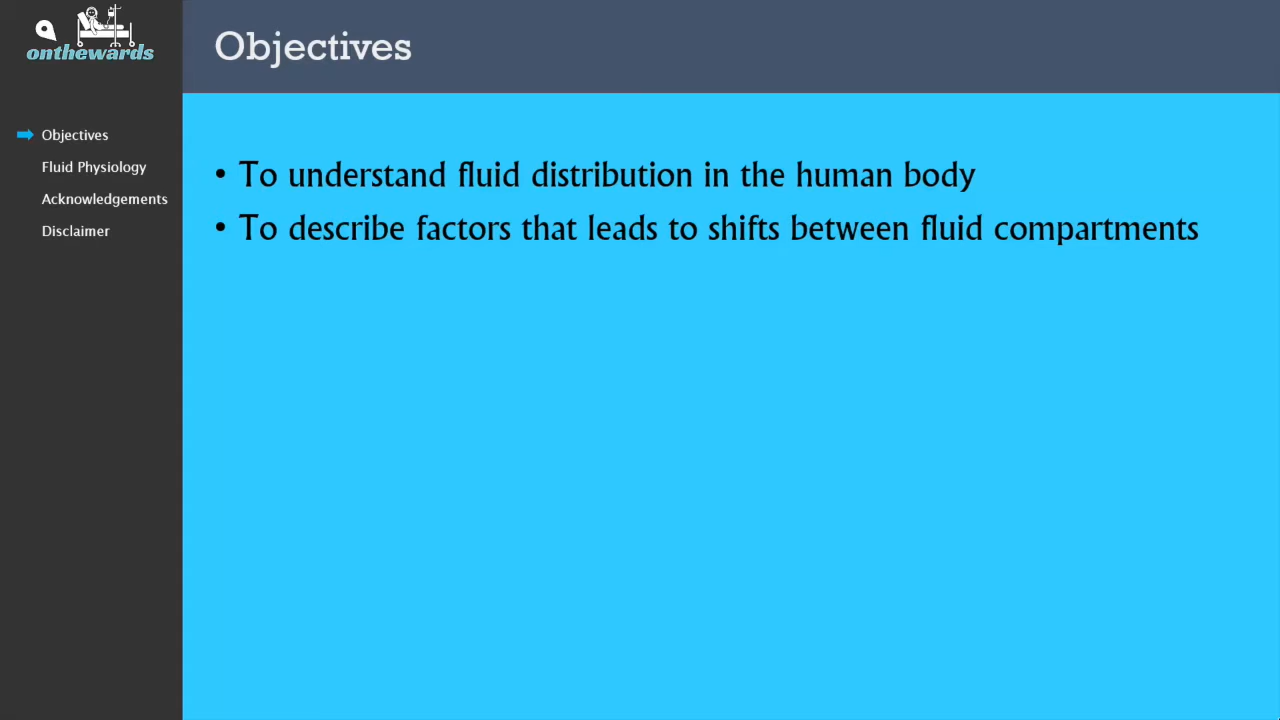 onthewards
Objectives
Objectives
Fluid Physiology
Acknowledgements
Disclaimer
• To understand fluid distribution in the human body
• To describe factors that leads to shifts between fluid compartments